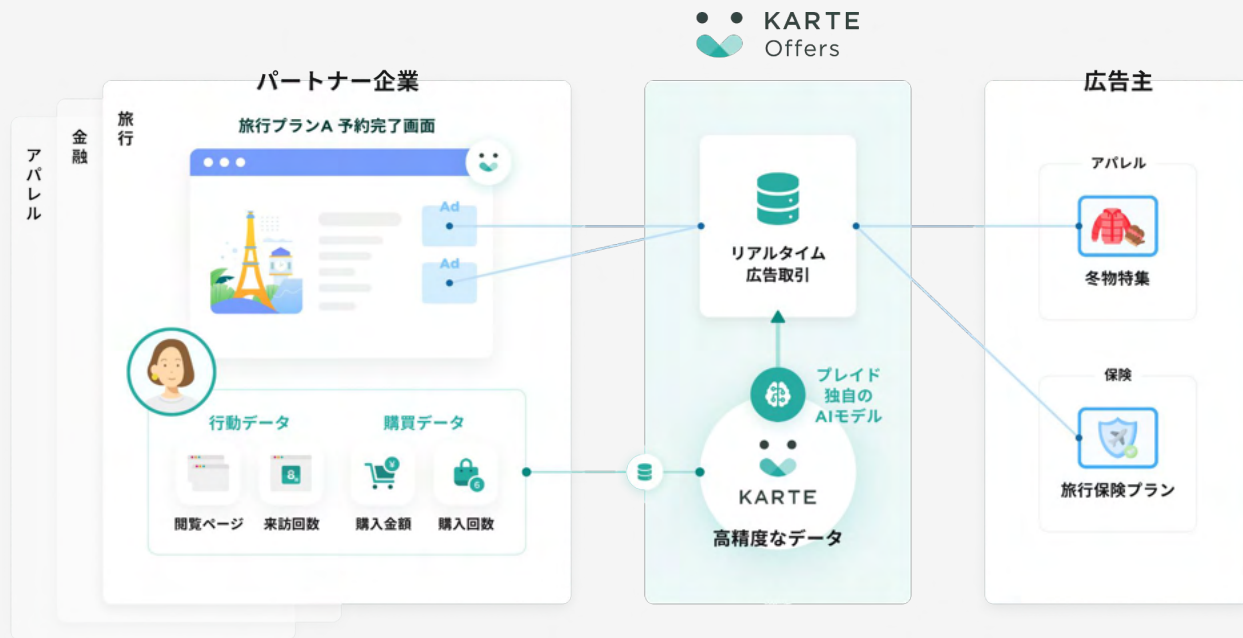 KARTE
Offers
パートナー企業
広告主
旅行
金融
アパレル
旅行プランA 予約完了画面
Ad
Ad
行動データ
購買データ
8
¥
6
閲覧ページ
来訪回数
購入金額
購入回数
リアルタイム
広告取引
プレイド
独自の
AIモデル
KARTE
高精度なデータ
アパレル
冬物特集
保険
旅行保険プラン